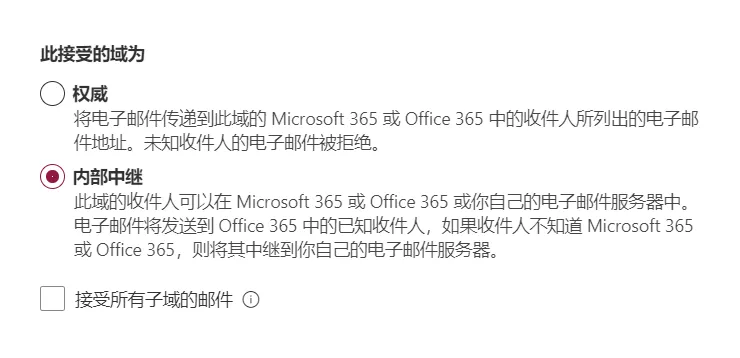 此接受的域为
权威
将电子邮件传递到此域的 Microsoft 365 或 Office 365 中的收件人所列出的电子邮
件地址。未知收件人的电子邮件被拒绝。
内部中继
此域的收件人可以在 Microsoft 365 或 Office 365 或你自己的电子邮件服务器中。
电子邮件将发送到 Office 365 中的已知收件人，如果收件人不知道 Microsoft 365
或 Office 365，则将其中继到你自己的电子邮件服务器。
接受所有子域的邮件